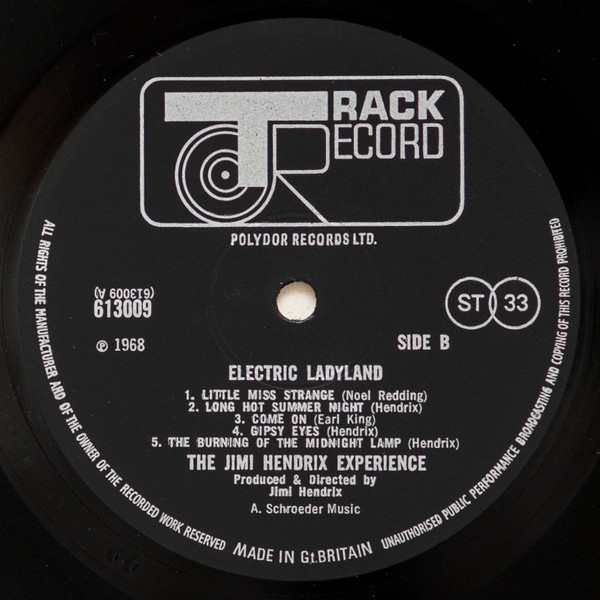 TRACK
RECORD
POLYDOR RECORDS LTD.
(613009 A)
613009
ST 33
℗ 1968
SIDE B
ELECTRIC LADYLAND
1. LITTLE MISS STRANGE (Noel Redding)
2. LONG HOT SUMMER NIGHT (Hendrix)
3. COME ON (Earl King)
4. GIPSY EYES (Hendrix)
5. THE BURNING OF THE MIDNIGHT LAMP (Hendrix)
THE JIMI HENDRIX EXPERIENCE
Produced & Directed by
Jimi Hendrix
A. Schroeder Music
ALL RIGHTS OF THE MANUFACTURER AND OF THE OWNER OF THE RECORDED WORK RESERVED
MADE IN Gt.BRITAIN
UNAUTHORISED PUBLIC PERFORMANCE BROADCASTING AND COPYING OF THIS RECORD PROHIBITED